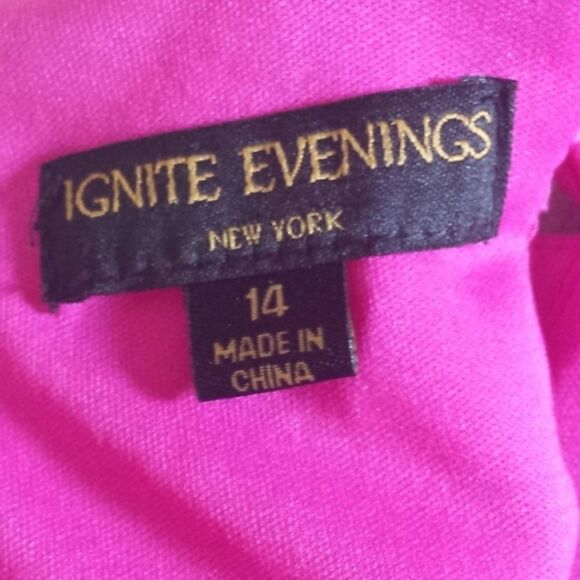 IGNITE EVENINGS
NEW YORK
14
MADE IN
CHINA